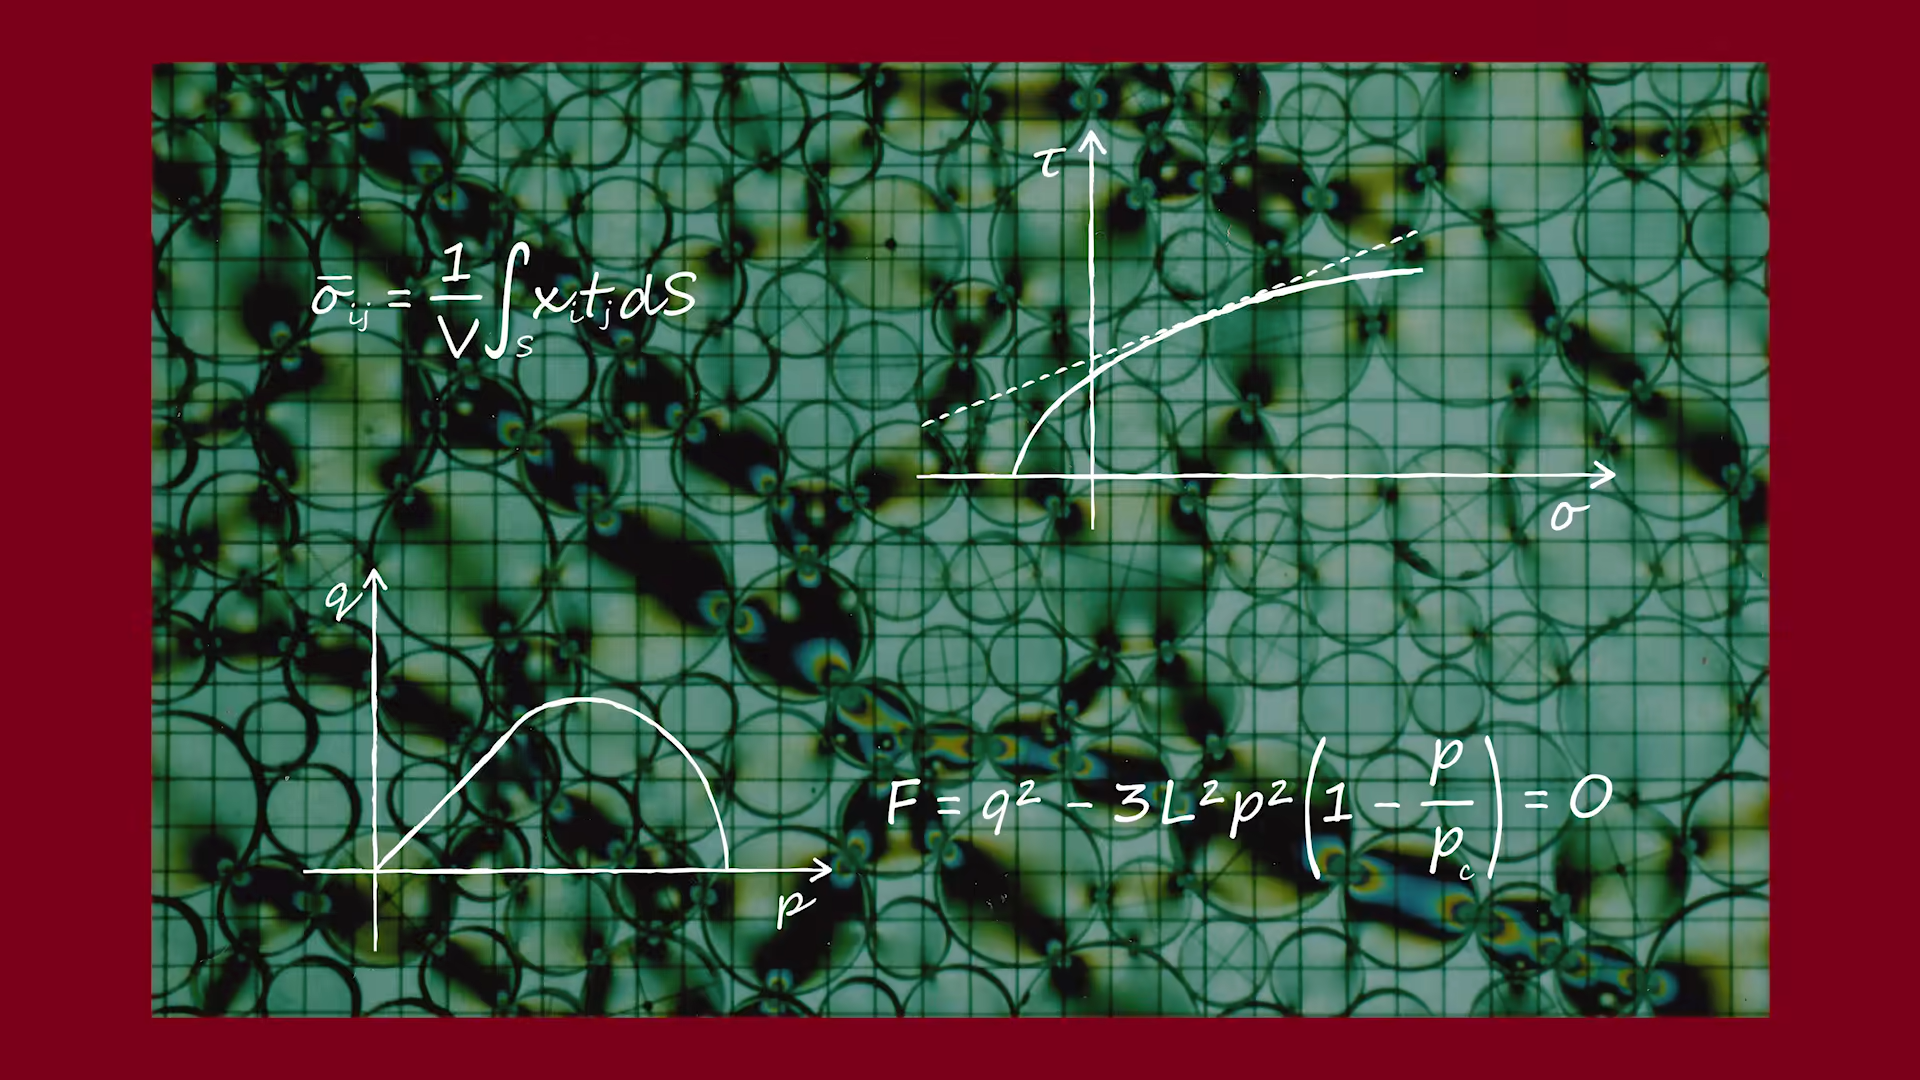 σ̄ᵢⱼ = 1/V ∫ₛ xᵢtⱼdS
τ
σ
q
p
F ≡ q² − 3L²p²(1 − p/p꜀) = 0